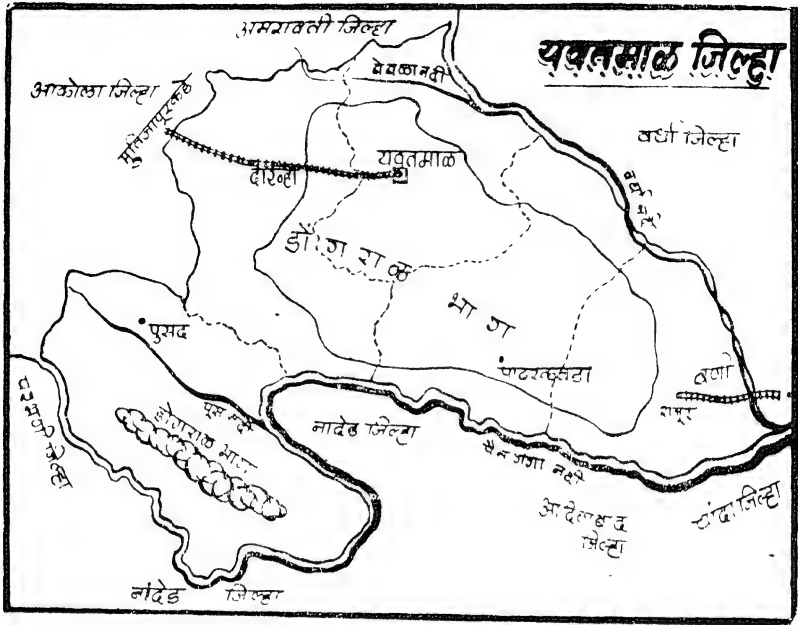 अमरावती जिल्हा
यवतमाळ जिल्हा
बेंबळा नदी
आकोला जिल्हा
मुर्तिजापूरकडे
वर्धा जिल्हा
यवतमाळ
दारव्हा
वर्धा नदी
डोंगराळ
भाग
पुसद
पांढरकवडा
वणी
राजूर
पूस नदी
नांदेड जिल्हा
परभणी जिल्हा
डोंगराळ भाग
पैनगंगा नदी
चांदा जिल्हा
आदिलाबाद
जिल्हा
नांदेड जिल्हा